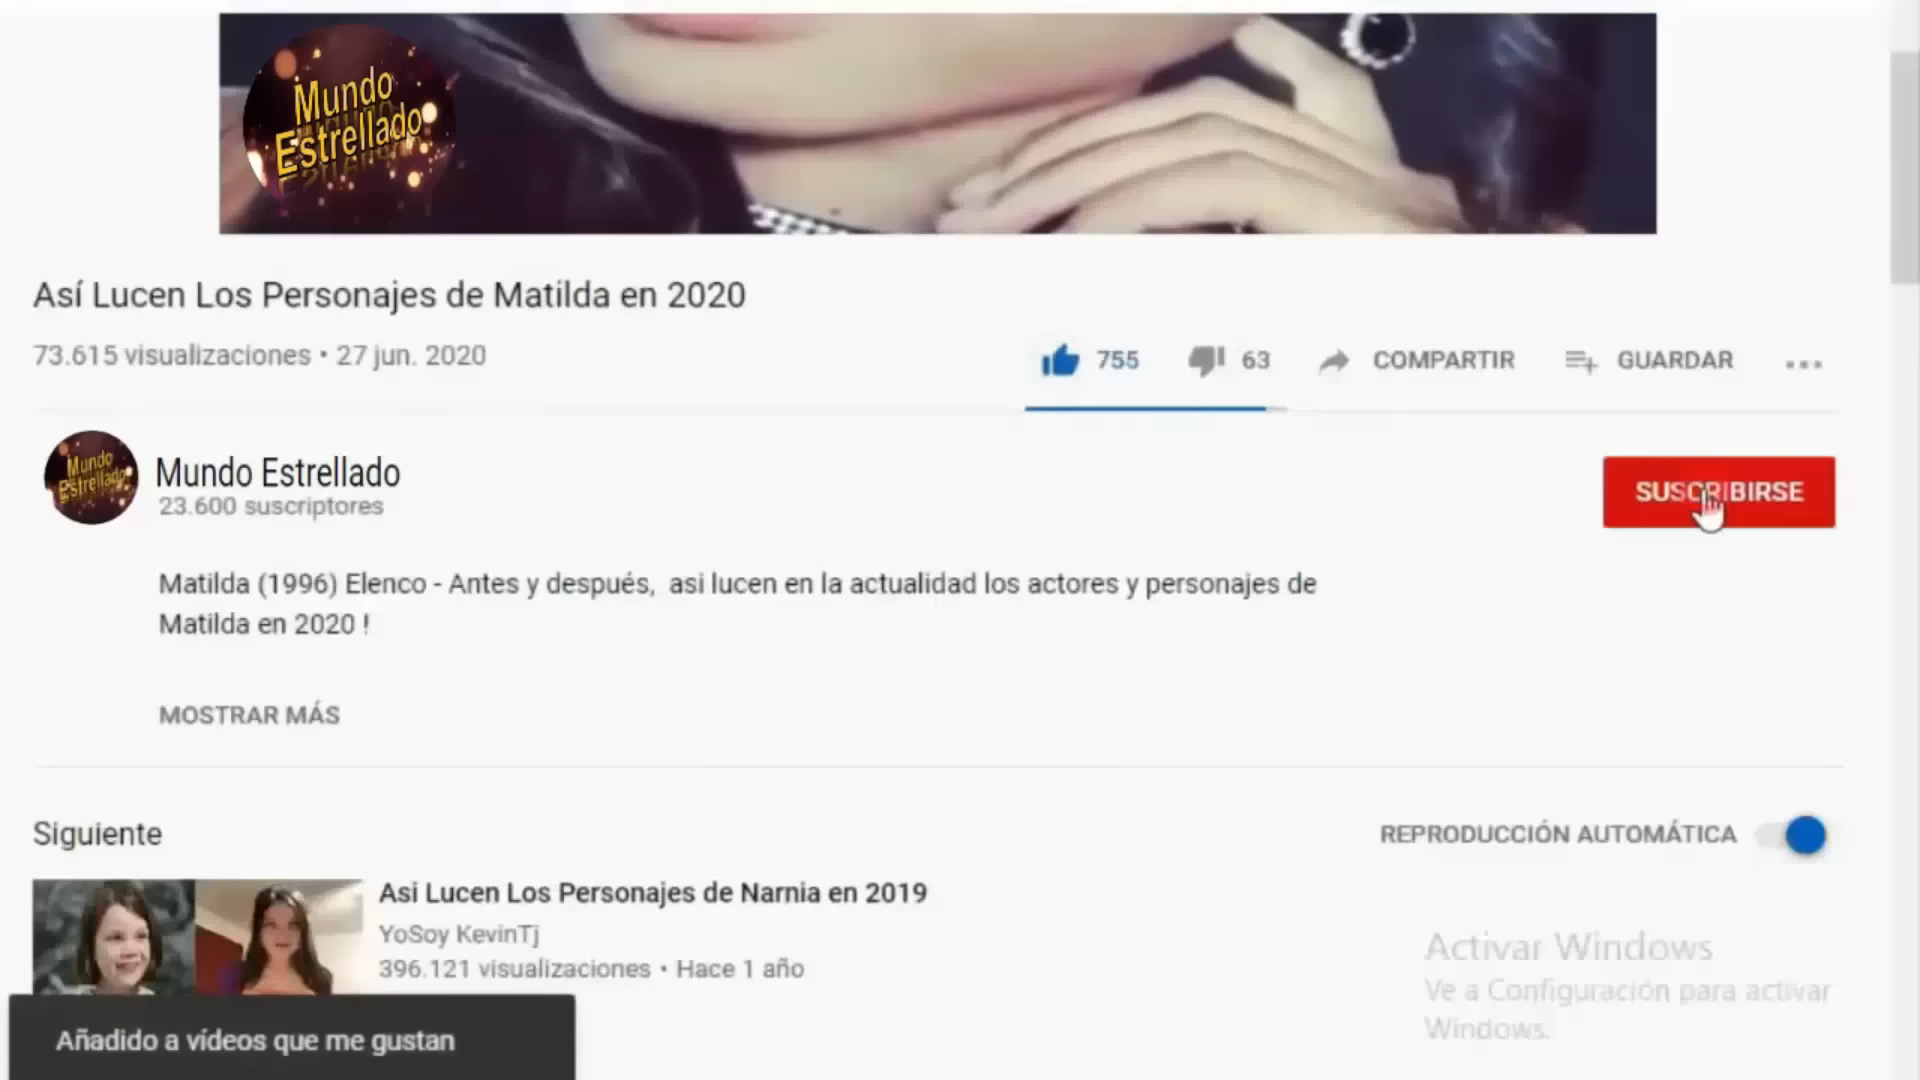 Mundo
Estrellado
Así Lucen Los Personajes de Matilda en 2020
73.615 visualizaciones • 27 jun. 2020
755
63
COMPARTIR
GUARDAR
Mundo
Estrellado
Mundo Estrellado
23.600 suscriptores
SUSCRIBIRSE
Matilda (1996) Elenco - Antes y después, asi lucen en la actualidad los actores y personajes de
Matilda en 2020 !
MOSTRAR MÁS
Siguiente
REPRODUCCIÓN AUTOMÁTICA
Asi Lucen Los Personajes de Narnia en 2019
YoSoy KevinTj
396.121 visualizaciones • Hace 1 año
Activar Windows
Ve a Configuración para activar
Windows.
Añadido a vídeos que me gustan